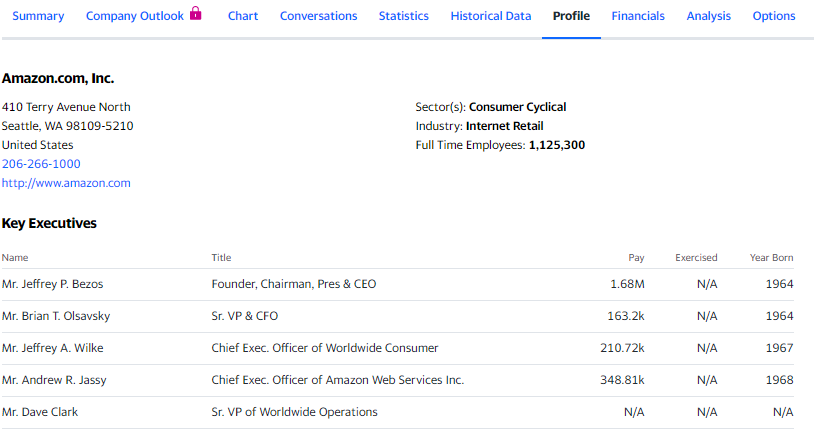 Summary Company Outlook Chart Conversations Statistics Historical Data Profile Financials Analysis Options
Amazon.com, Inc.
410 Terry Avenue North
Seattle, WA 98109-5210
United States
206-266-1000
http://www.amazon.com
Sector(s): Consumer Cyclical
Industry: Internet Retail
Full Time Employees: 1,125,300
Key Executives
Name Title Pay Exercised Year Born
Mr. Jeffrey P. Bezos Founder, Chairman, Pres & CEO 1.68M N/A 1964
Mr. Brian T. Olsavsky Sr. VP & CFO 163.2k N/A 1964
Mr. Jeffrey A. Wilke Chief Exec. Officer of Worldwide Consumer 210.72k N/A 1967
Mr. Andrew R. Jassy Chief Exec. Officer of Amazon Web Services Inc. 348.81k N/A 1968
Mr. Dave Clark Sr. VP of Worldwide Operations N/A N/A N/A